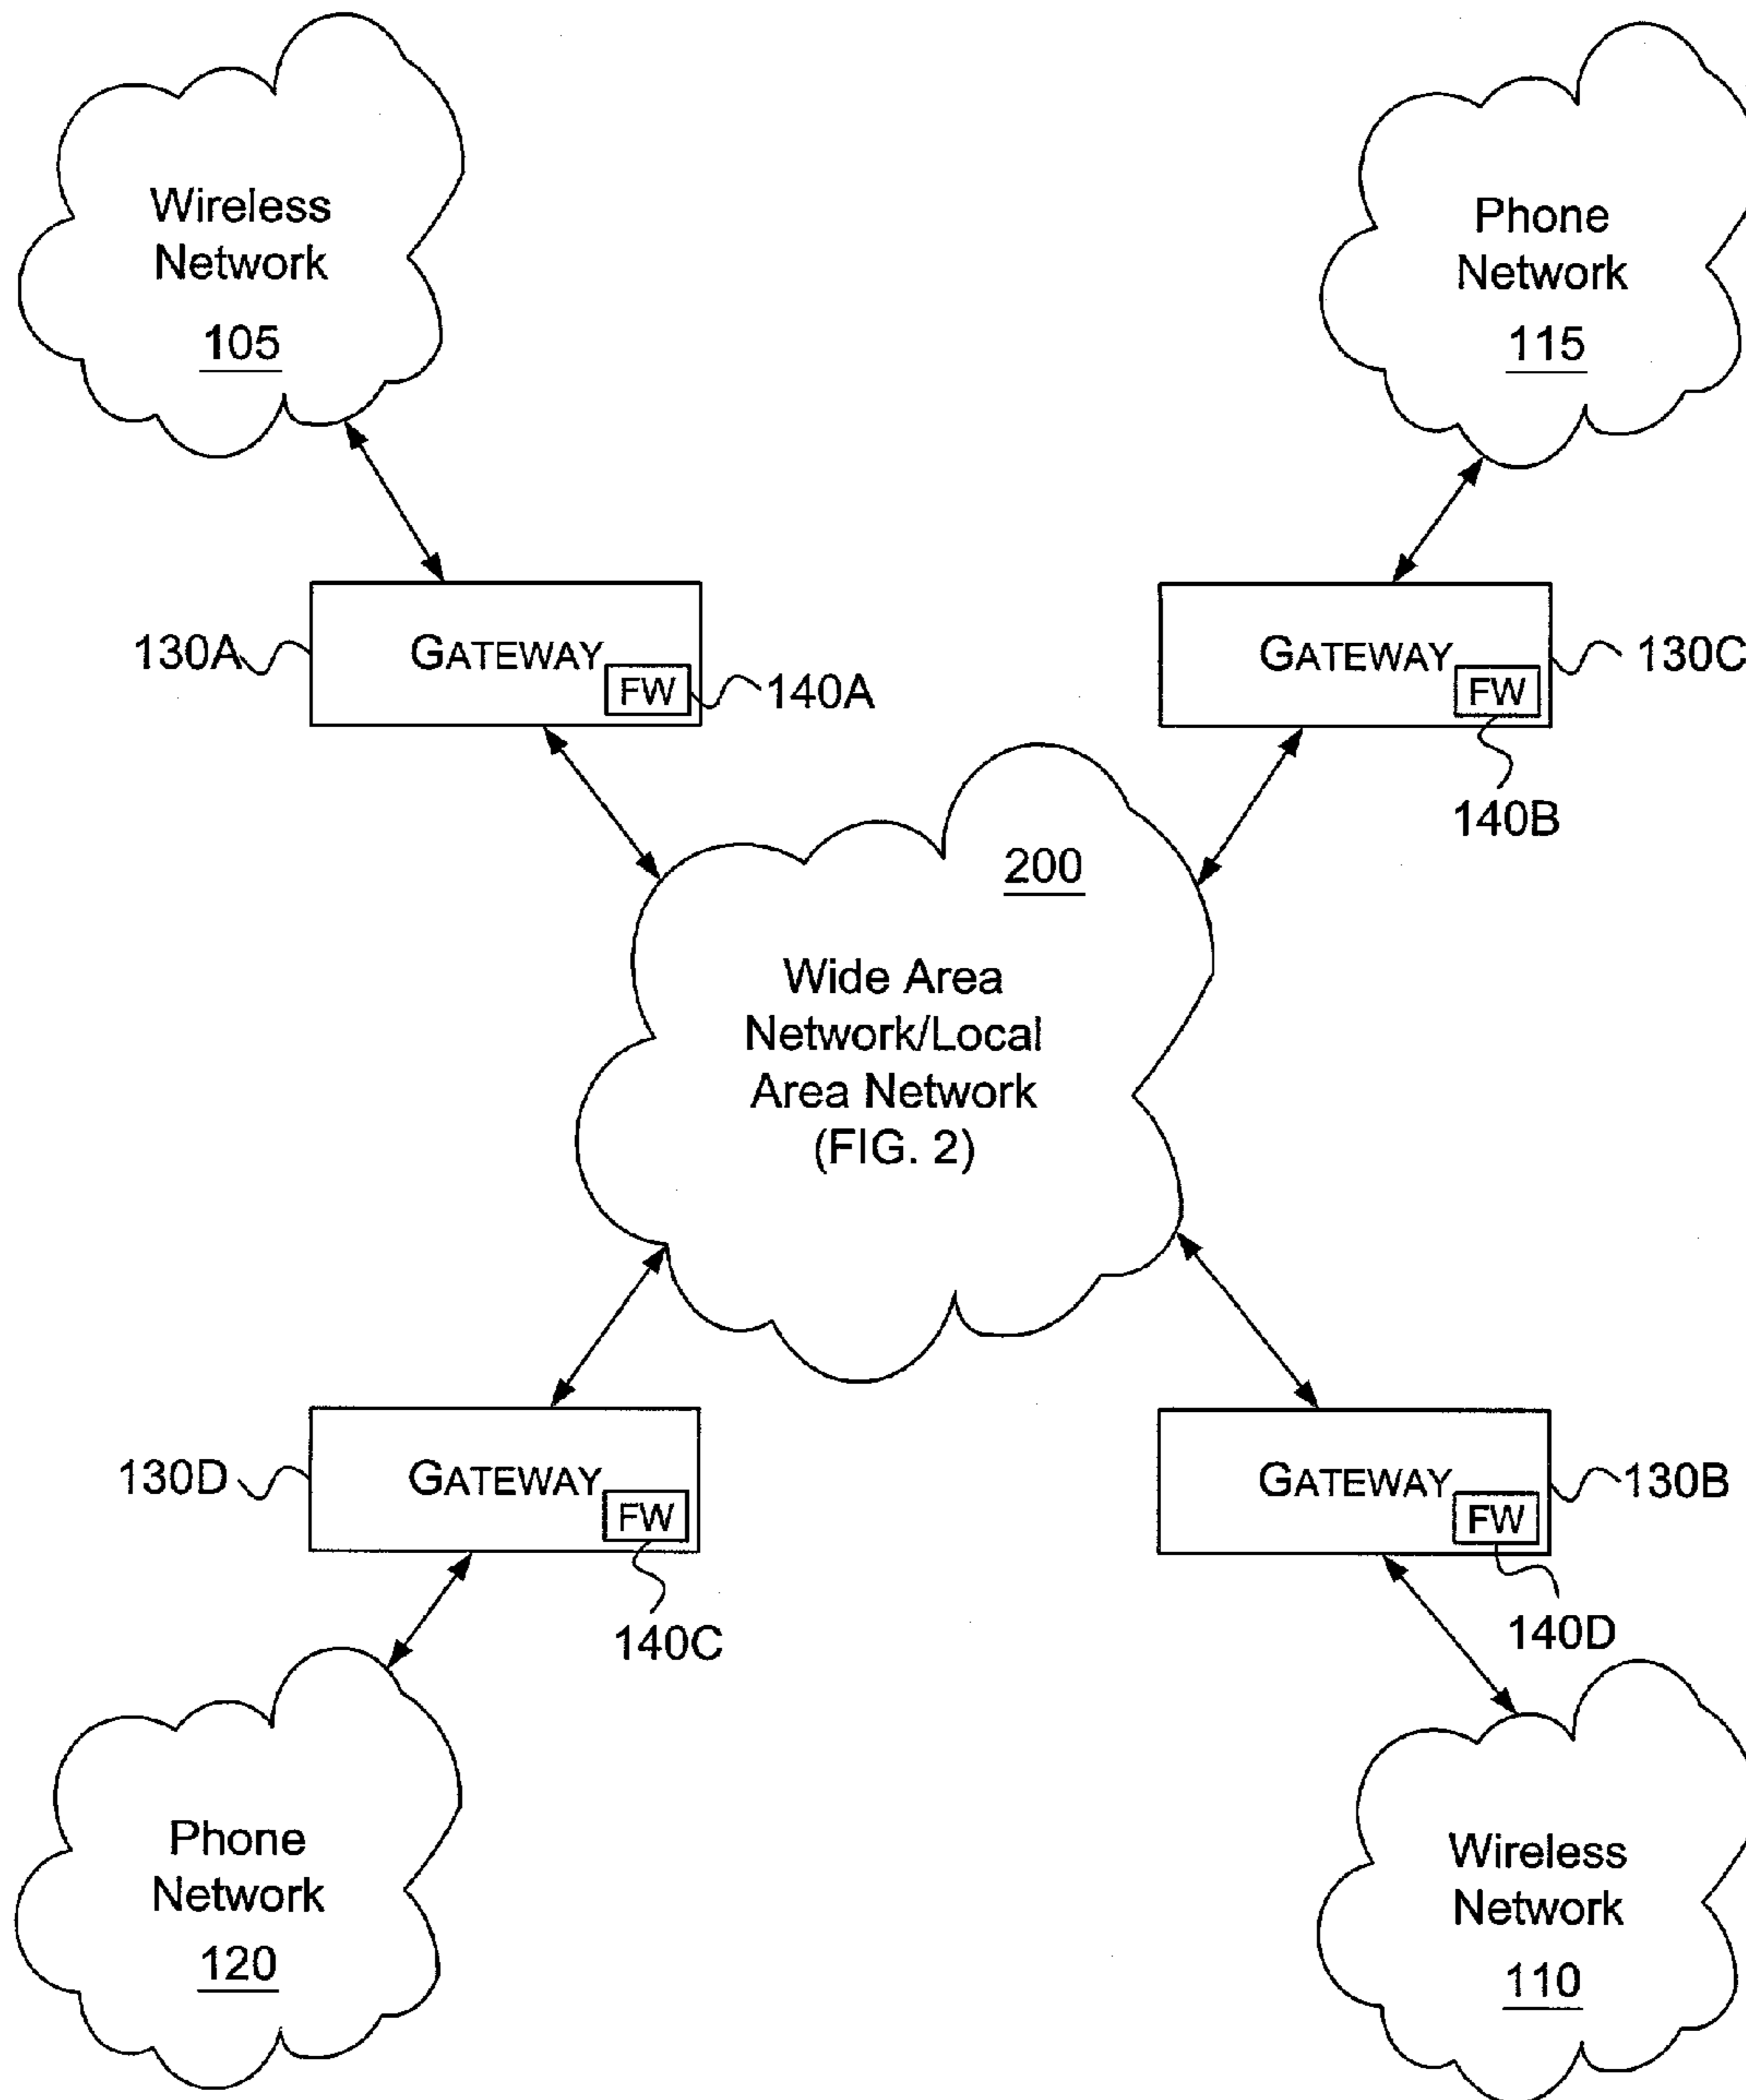 Wireless
Network
105
Phone
Network
115
130A
GATEWAY
FW
140A
GATEWAY
FW
130C
140B
200
Wide Area
Network/Local
Area Network
(FIG. 2)
130D
GATEWAY
FW
140C
GATEWAY
FW
130B
140D
Phone
Network
120
Wireless
Network
110